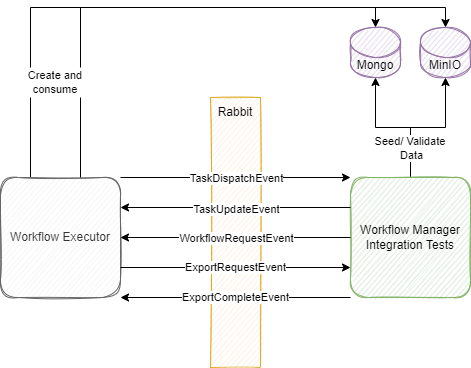 Mongo
MinIO
Create and
consume
Rabbit
Seed/ Validate
Data
TaskDispatchEvent
TaskUpdateEvent
Workflow Executor
WorkflowRequestEvent
Workflow Manager
Integration Tests
ExportRequestEvent
ExportCompleteEvent